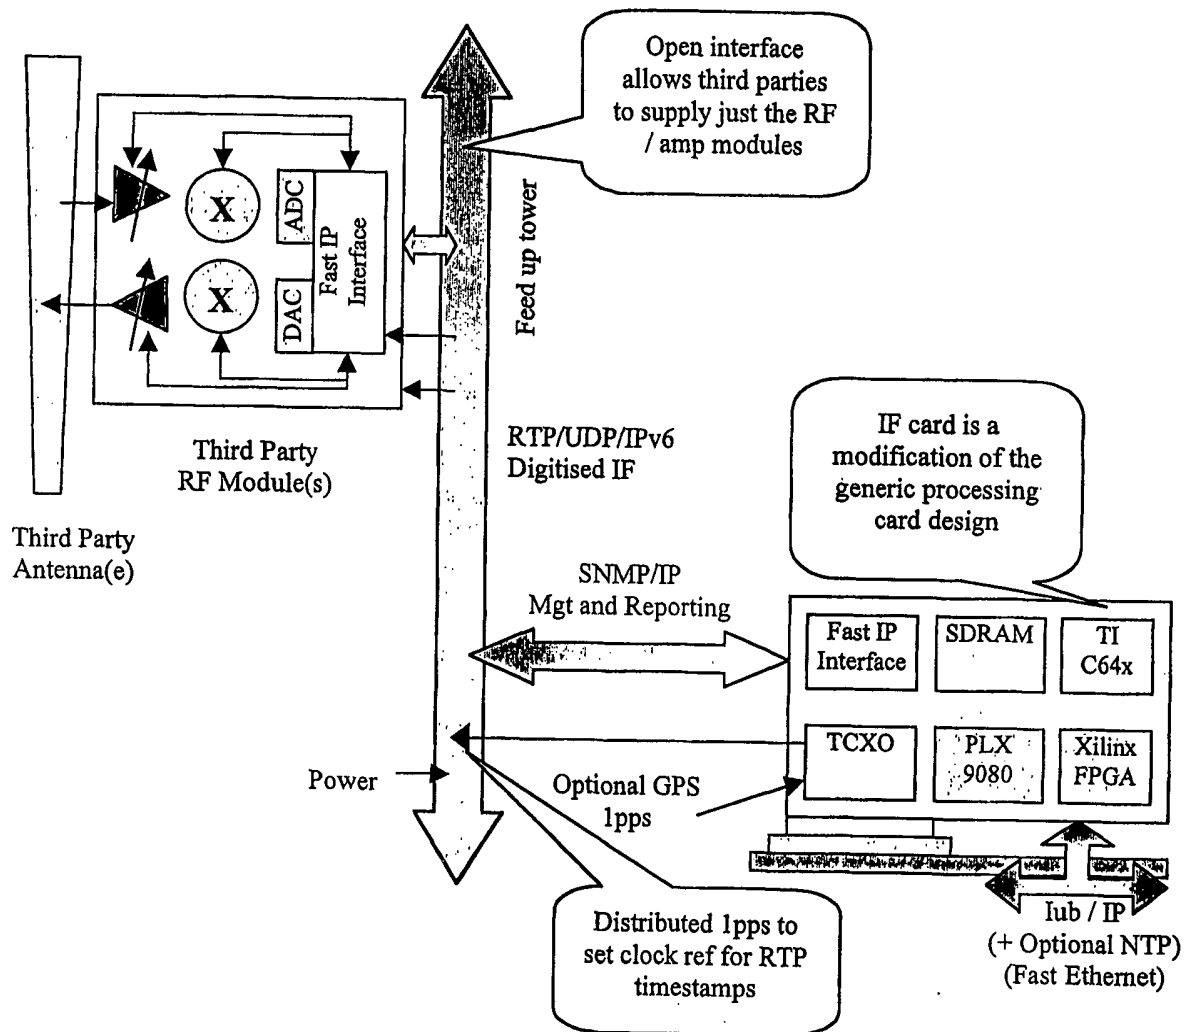 Open interface
allows third parties
to supply just the RF
/ amp modules
X
X
ADC
DAC
Fast IP
Interface
Feed up tower
Third Party
RF Module(s)
Third Party
Antenna(e)
RTP/UDP/IPv6
Digitised IF
IF card is a
modification of the
generic processing
card design
SNMP/IP
Mgt and Reporting
Fast IP
Interface
SDRAM
TI
C64x
TCXO
PLX
9080
Xilinx
FPGA
Power
Optional GPS
1pps
Distributed 1pps to
set clock ref for RTP
timestamps
Iub / IP
(+ Optional NTP)
(Fast Ethernet)